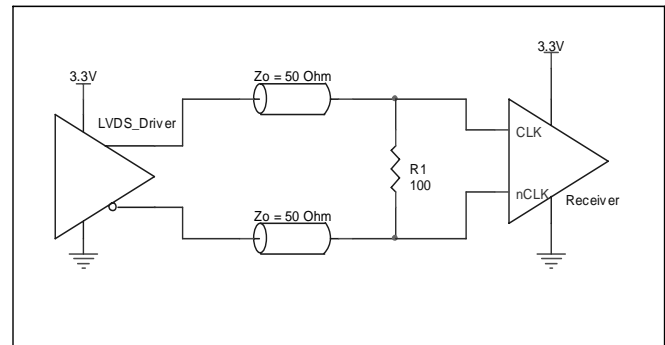 3.3V
LVDS_Driver
Zo = 50 Ohm
Zo = 50 Ohm
R1
100
3.3V
CLK
nCLK
Receiver